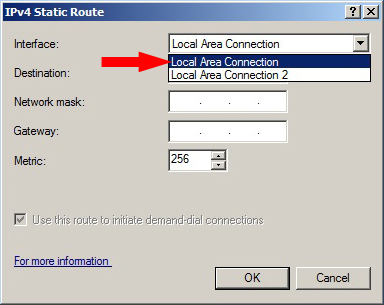 IPv4 Static Route
Interface: Local Area Connection
Local Area Connection
Destination: Local Area Connection 2
Network mask: . . .
Gateway: . . .
Metric: 256
Use this route to initiate demand-dial connections
For more information
OK Cancel